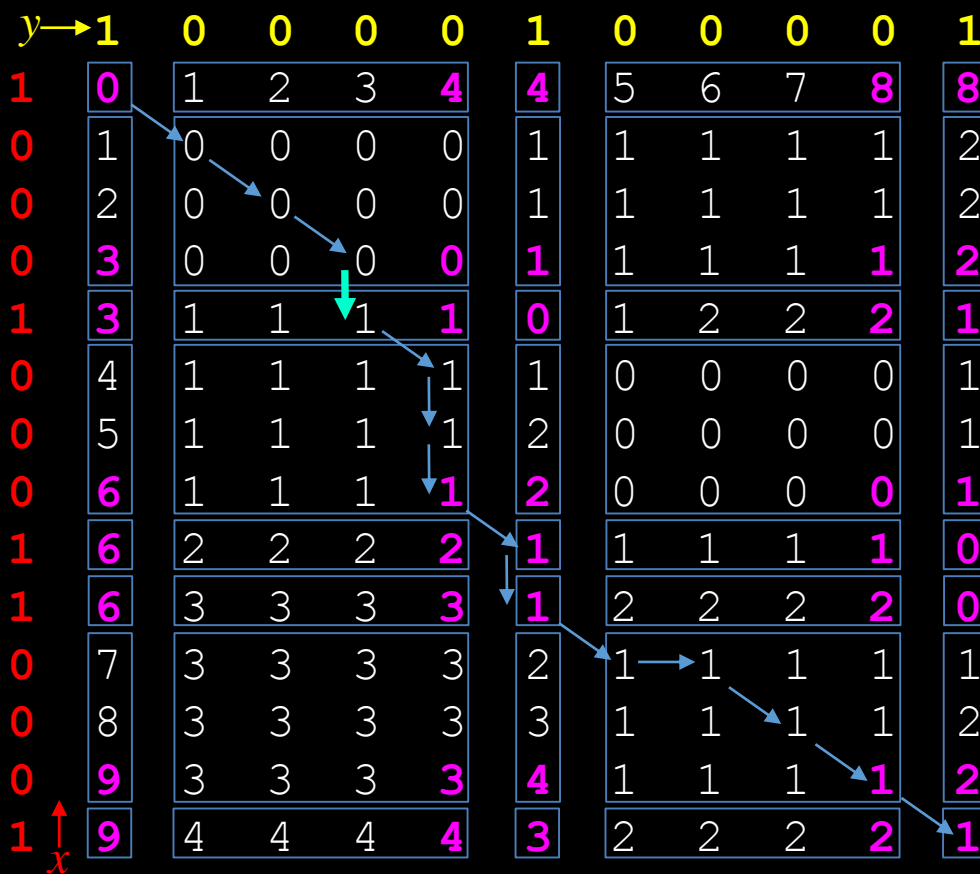 y 1 0 0 0 0 1 0 0 0 0 1
1 0 1 2 3 4 4 5 6 7 8 8
0 1 0 0 0 0 1 1 1 1 1 2
0 2 0 0 0 0 1 1 1 1 1 2
0 3 0 0 0 0 1 1 1 1 1 2
1 3 1 1 1 1 0 1 2 2 2 1
0 4 1 1 1 1 1 0 0 0 0 1
0 5 1 1 1 1 2 0 0 0 0 1
0 6 1 1 1 1 2 0 0 0 0 1
1 6 2 2 2 2 1 1 1 1 1 0
1 6 3 3 3 3 1 2 2 2 2 0
0 7 3 3 3 3 2 1 1 1 1 1
0 8 3 3 3 3 3 1 1 1 1 2
0 9 3 3 3 3 4 1 1 1 1 2
1 9 4 4 4 4 3 2 2 2 2 1
x